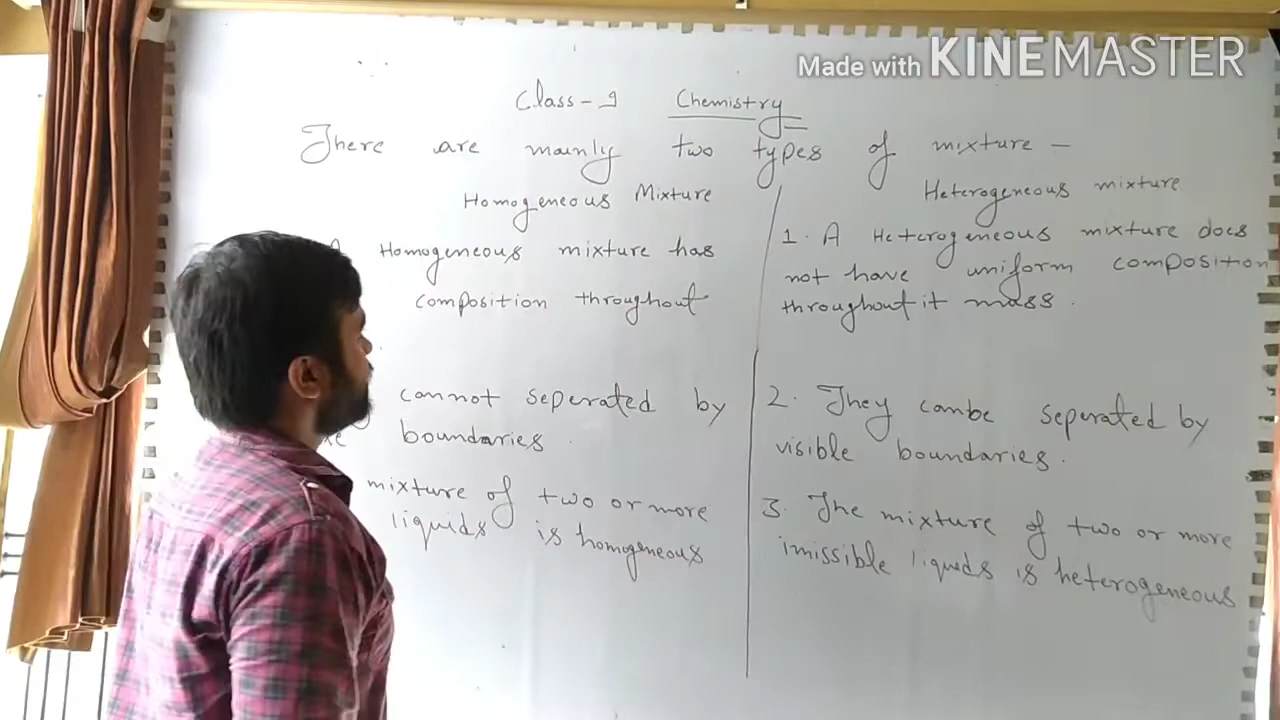 Made with KINEMASTER
Class-9 Chemistry
There are mainly two types of mixture —
Homogeneous Mixture
Homogeneous mixture has
composition throughout
cannot seperated by
boundaries.
mixture of two or more
liquids is homogeneous
Heterogeneous mixture
1. A Heterogeneous mixture does
not have uniform composition
throughout it mass.
2. They canbe seperated by
visible boundaries.
3. The mixture of two or more
imissible liquids is heterogeneous